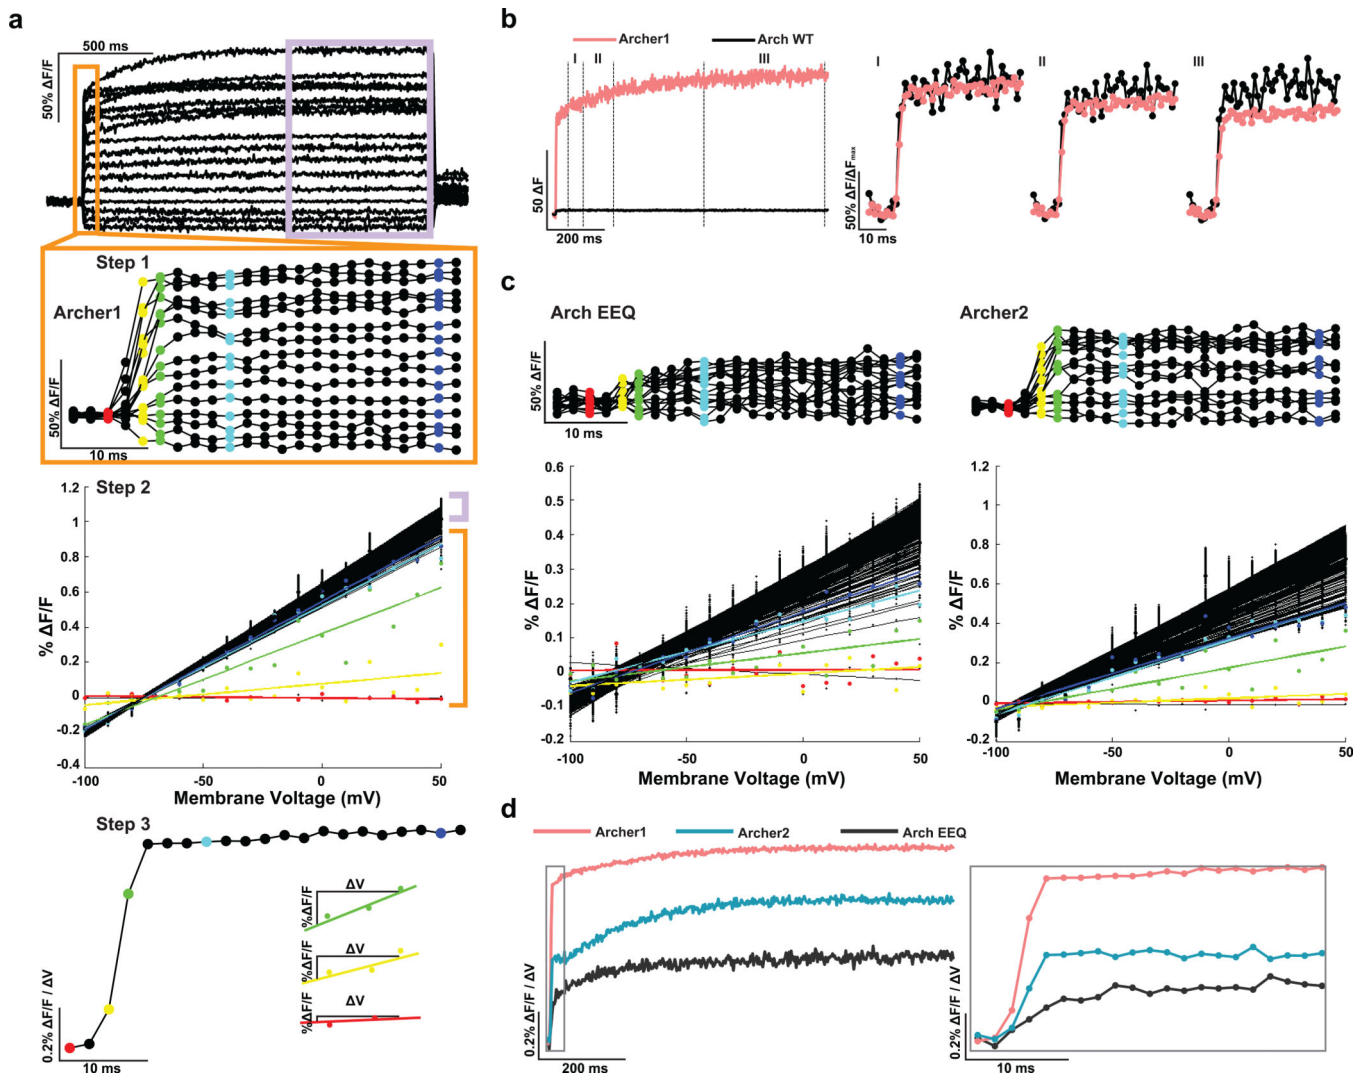 a
500 ms
50% ΔF/F
Step 1
Archer1
50% ΔF/F
10 ms
Step 2
1.2
1
0.8
0.6
0.4
0.2
0
-0.2
-0.4
% ΔF/F
-100
-50
0
50
Membrane Voltage (mV)
Step 3
0.2% ΔF/F / ΔV
10 ms
ΔV
%ΔF/F
ΔV
%ΔF/F
ΔV
%ΔF/F
b
Archer1
Arch WT
I
II
III
50 ΔF
200 ms
I
II
III
50% ΔF/ΔFmax
10 ms
c
Arch EEQ
50% ΔF/F
10 ms
Archer2
0.6
0.5
0.4
0.3
0.2
0.1
0
-0.1
-0.2
% ΔF/F
-100
-50
0
50
Membrane Voltage (mV)
1.2
1
0.8
0.6
0.4
0.2
0
-0.2
% ΔF/F
-100
-50
0
50
Membrane Voltage (mV)
d
Archer1
Archer2
Arch EEQ
0.2% ΔF/F / ΔV
200 ms
0.2% ΔF/F / ΔV
10 ms